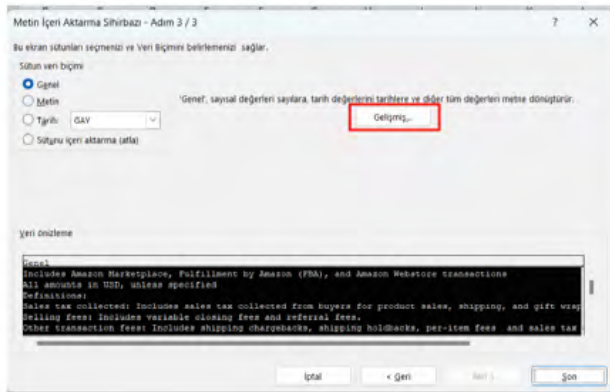 Metin İçeri Aktarma Sihirbazı - Adım 3 / 3
Bu ekran sütunları seçmenizi ve Veri Biçimini belirlemenizi sağlar.
Sütun veri biçimi
Genel
Metin
Tarih: GAY
Sütunu içeri aktarma (atla)
'Genel', sayısal değerleri sayılara, tarih değerlerini tarihlere ve diğer tüm değerleri metne dönüştürür.
Gelişmiş...
Veri önizleme
Genel
Includes Amazon Marketplace, Fulfillment by Amazon (FBA), and Amazon Webstore transactions
All amounts in USD, unless specified
Definitions:
Sales tax collected: Includes sales tax collected from buyers for product sales, shipping, and gift wrap
Selling fees: Includes variable closing fees and referral fees.
Other transaction fees: Includes shipping chargebacks, shipping holdbacks, per-item fees and sales tax
İptal
< Geri
İleri >
Son